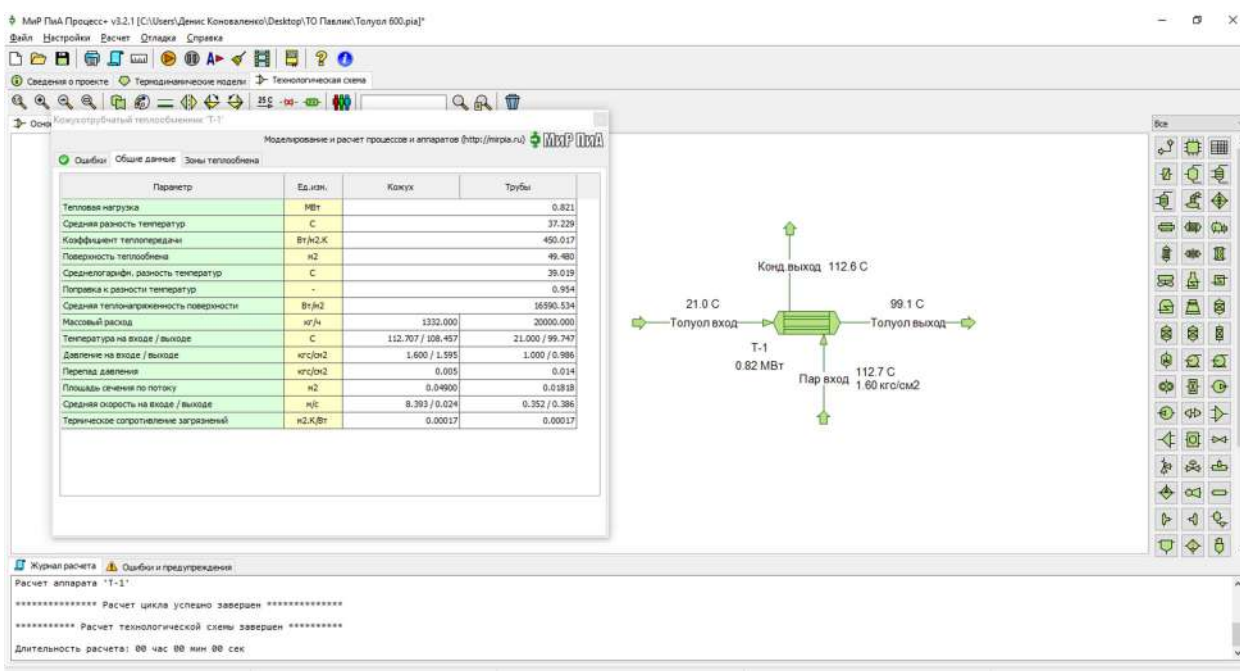 МиР ПиА Процесс+ v3.2.1 [C:\Users\Денис Коноваленко\Desktop\ТО Павлик\Толуол 600.pia]*
Файл Настройки Расчет Отладка Справка
Сведения о проекте Термодинамические модели Технологическая схема
25 C
Осно
Кожухотрубчатый теплообменник 'Т-1'
Все
Моделирование и расчет процессов и аппаратов (http://mirpia.ru) МИР ПИА
Ошибки Общие данные Зоны теплообмена
Параметр Ед.изн. Кожух Трубы
Тепловая нагрузка МВт 0.821
Средняя разность температур C 37.229
Коэффициент теплопередачи Вт/м2.К 450.017
Поверхность теплообмена м2 49.480
Среднелогарифм. разность температур C 39.019
Поправка к разности температур - 0.954
Средняя теплонапряженность поверхности Вт/м2 16590.534
Массовый расход кг/ч 1332.000 20000.000
Температура на входе / выходе C 112.707 / 108.457 21.000 / 99.747
Давление на входе / выходе кгс/см2 1.600 / 1.595 1.000 / 0.986
Перепад давления кгс/см2 0.005 0.014
Площадь сечения по потоку м2 0.04900 0.01818
Средняя скорость на входе / выходе м/с 8.393 / 0.024 0.352 / 0.386
Термическое сопротивление загрязнений м2.К/Вт 0.00017 0.00017
Конд.выход 112.6 C
21.0 C
Толуол вход
99.1 C
Толуол выход
Т-1
0.82 МВт
Пар вход
112.7 C
1.60 кгс/см2
Журнал расчета Ошибки и предупреждения
Расчет аппарата 'Т-1'
*************** Расчет цикла успешно завершен **************
*********** Расчет технологической схемы завершен **********
Длительность расчета: 00 час 00 мин 00 сек